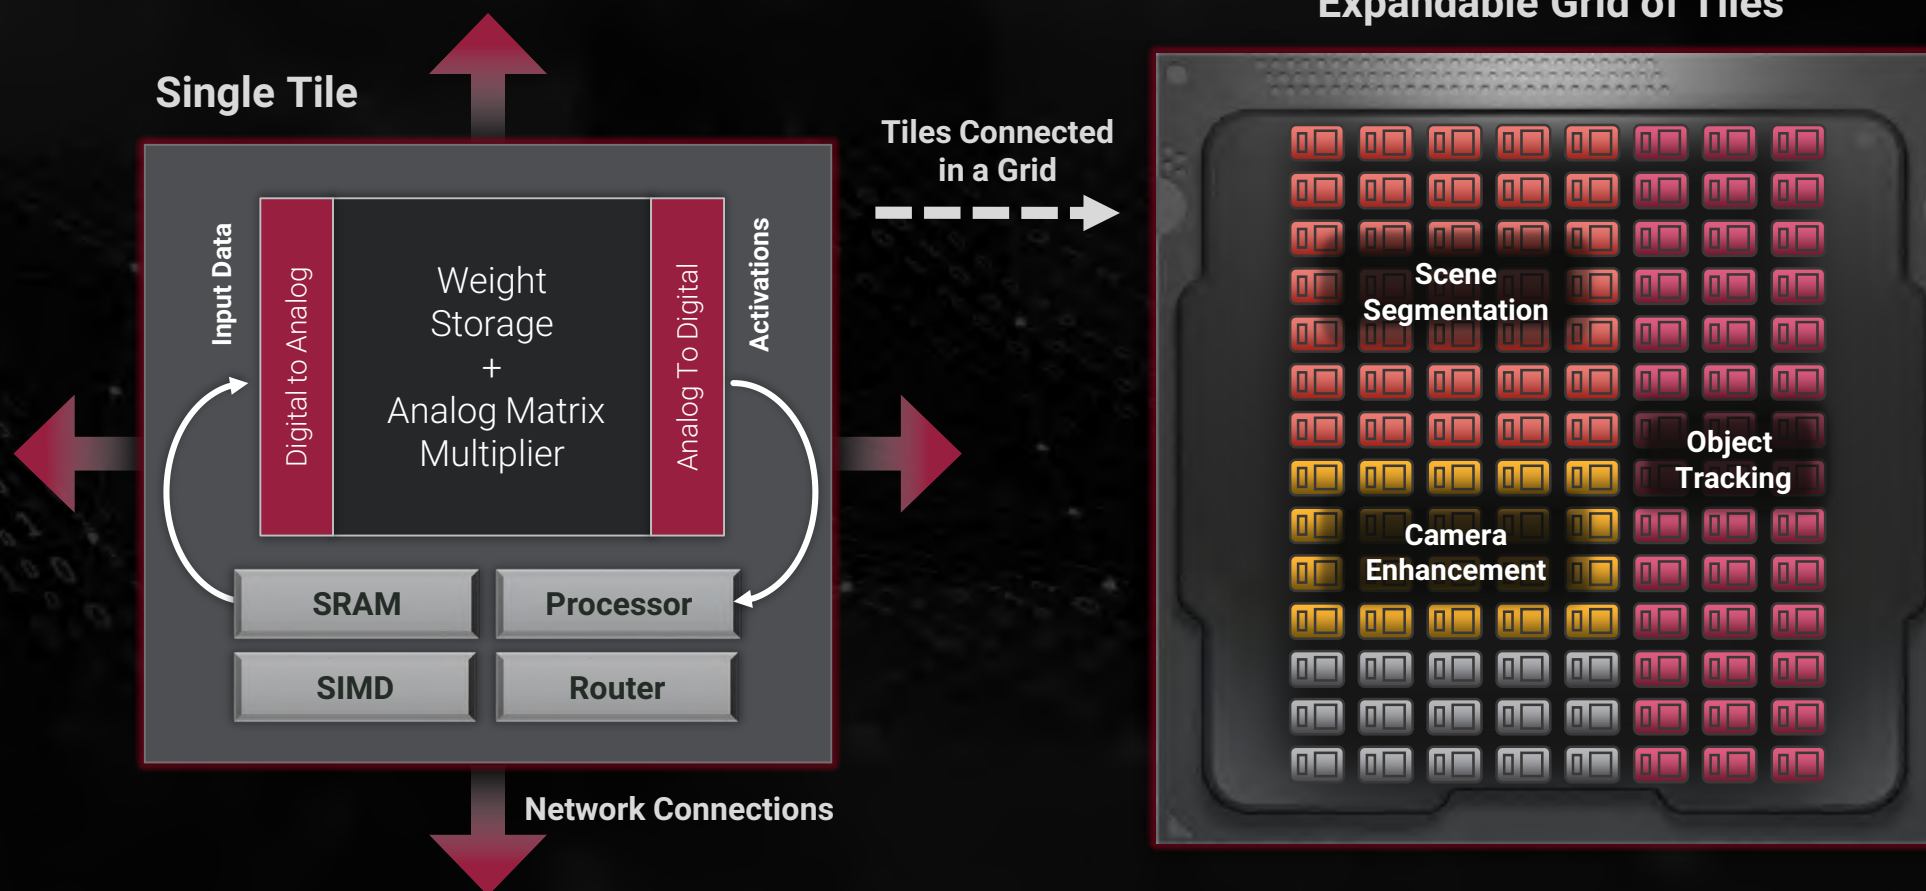 Expandable Grid of Tiles
Single Tile
Tiles Connected
in a Grid
Input Data
Digital to Analog
Weight
Storage
+
Analog Matrix
Multiplier
Analog To Digital
Activations
SRAM
Processor
SIMD
Router
Network Connections
Scene
Segmentation
Object
Tracking
Camera
Enhancement